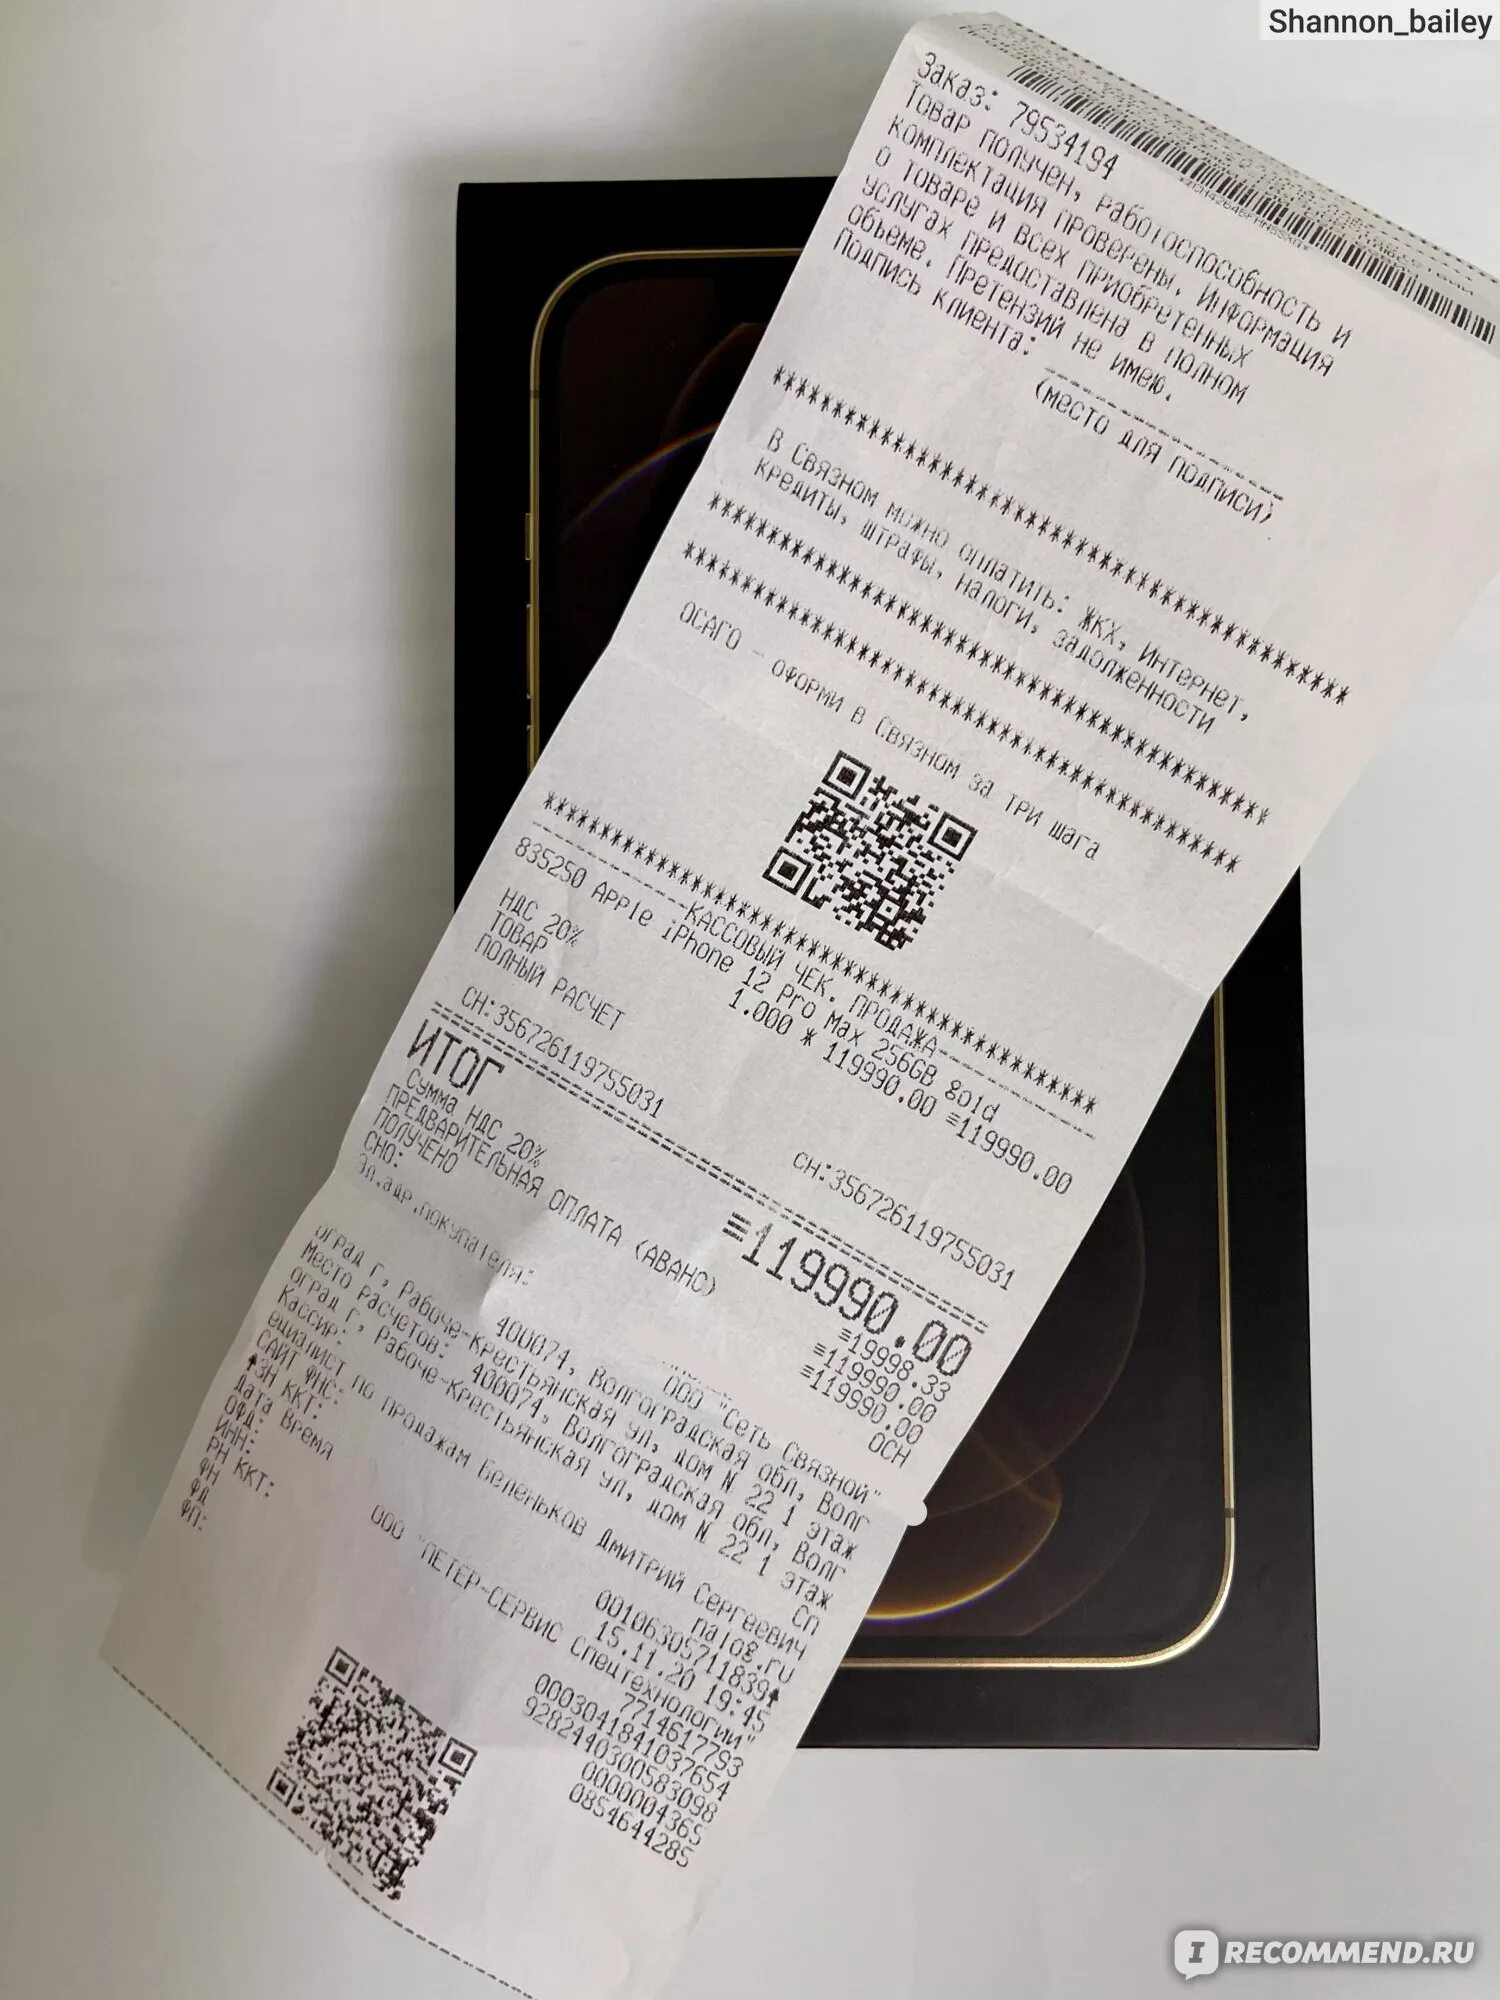 Shannon_bailey
Заказ: 79534194
Товар получен, работоспособность и
комплектация проверены. Информация
о товаре и всех приобретенных
услугах предоставлена в полном
объеме. Претензий не имею.
Подпись клиента:
(место для подписи)
В Связном можно оплатить: ЖКХ, интернет,
кредиты, штрафы, налоги, задолженности
ОСАГО - оформи в Связном за три шага
КАССОВЫЙ ЧЕК. ПРОДАЖА
835250 Apple iPhone 12 Pro Max 256GB gold
1.000 * 119990.00 =119990.00
НДС 20%
ТОВАР
ПОЛНЫЙ РАСЧЕТ
СН:356726119755031
СН:356726119755031
ИТОГ =119990.00
СУММА НДС 20% =19998.33
ПРЕДВАРИТЕЛЬНАЯ ОПЛАТА (АВАНС) =119990.00
ПОЛУЧЕНО =119990.00
СНО: ОСН
Эл.адр.покупателя:
ООО "Сеть Связной"
400074, Волгоградская обл, Волг
оград г, Рабоче-Крестьянская ул, дом N 22 1 этаж
Место расчетов: 400074, Волгоградская обл, Волг
оград г, Рабоче-Крестьянская ул, дом N 22 1 этаж
Кассир: Сп
ециалист по продажам Беленьков Дмитрий Сергеевич
САЙТ ФНС: nalog.ru
ЗН ККТ: 00106305711839
Дата Время 15.11.20 19:45
ОФД: ООО "ПЕТЕР-СЕРВИС Спецтехнологии"
ИНН: 7714617793
РН ККТ: 0003041841037654
ФН 9282440300583098
ФД 0000004365
ФП: 0854644285
IRECOMMEND.RU